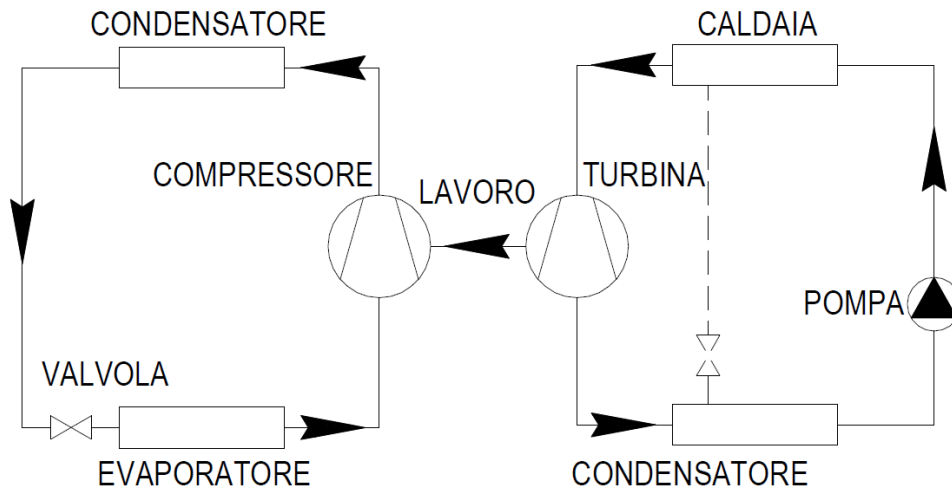 CONDENSATORE
CALDAIA
COMPRESSORE
LAVORO
TURBINA
POMPA
VALVOLA
EVAPORATORE
CONDENSATORE